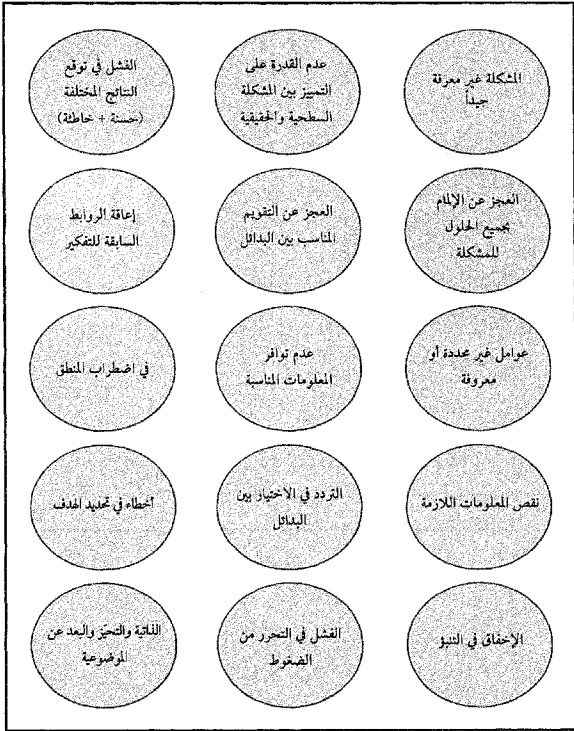 المشكلة غير معرفة
جيداً
عدم القدرة على
التمييز بين المشكلة
السطحية والحقيقية
الفشل في توقع
النتائج المختلفة
(حسنة + خاطئة)
العجز عن الإلمام
بجميع الحلول
للمشكلة
العجز عن التقويم
المناسب بين البدائل
إعاقة الروابط
السابقة للتفكير
عوامل غير محددة أو
معروفة
عدم توافر
المعلومات المناسبة
في اضطراب المنطق
نقص المعلومات اللازمة
التردد في الاختيار بين
البدائل
أخطاء في تحديد الهدف
الإخفاق في التنبؤ
الفشل في التحرر من
الضغوط
الذاتية والتحيّز والبعد عن
الموضوعية